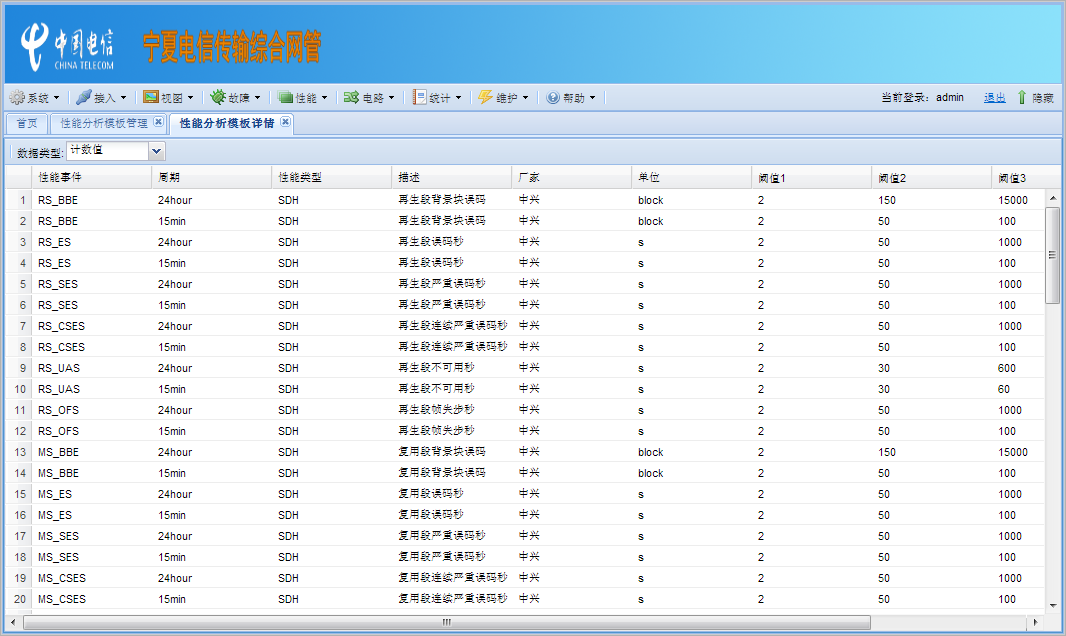 中国电信 宁夏电信传输综合网管
CHINA TELECOM
系统 接入 视图 故障 性能 电路 统计 维护 帮助 当前登录: admin 退出 隐藏
首页 性能分析模板管理 性能分析模板详情
数据类型: 计数值
性能事件 周期 性能类型 描述 厂家 单位 阈值1 阈值2 阈值3
1 RS_BBE 24hour SDH 再生段背景块误码 中兴 block 2 150 15000
2 RS_BBE 15min SDH 再生段背景块误码 中兴 block 2 50 100
3 RS_ES 24hour SDH 再生段误码秒 中兴 s 2 50 1000
4 RS_ES 15min SDH 再生段误码秒 中兴 s 2 50 100
5 RS_SES 24hour SDH 再生段严重误码秒 中兴 s 2 50 1000
6 RS_SES 15min SDH 再生段严重误码秒 中兴 s 2 50 100
7 RS_CSES 24hour SDH 再生段连续严重误码秒 中兴 s 2 50 1000
8 RS_CSES 15min SDH 再生段连续严重误码秒 中兴 s 2 50 100
9 RS_UAS 24hour SDH 再生段不可用秒 中兴 s 2 30 600
10 RS_UAS 15min SDH 再生段不可用秒 中兴 s 2 30 60
11 RS_OFS 24hour SDH 再生段帧失步秒 中兴 s 2 50 1000
12 RS_OFS 15min SDH 再生段帧失步秒 中兴 s 2 50 100
13 MS_BBE 24hour SDH 复用段背景块误码 中兴 block 2 150 15000
14 MS_BBE 15min SDH 复用段背景块误码 中兴 block 2 50 100
15 MS_ES 24hour SDH 复用段误码秒 中兴 s 2 50 1000
16 MS_ES 15min SDH 复用段误码秒 中兴 s 2 50 100
17 MS_SES 24hour SDH 复用段严重误码秒 中兴 s 2 50 1000
18 MS_SES 15min SDH 复用段严重误码秒 中兴 s 2 50 100
19 MS_CSES 24hour SDH 复用段连续严重误码秒 中兴 s 2 50 1000
20 MS_CSES 15min SDH 复用段连续严重误码秒 中兴 s 2 50 100